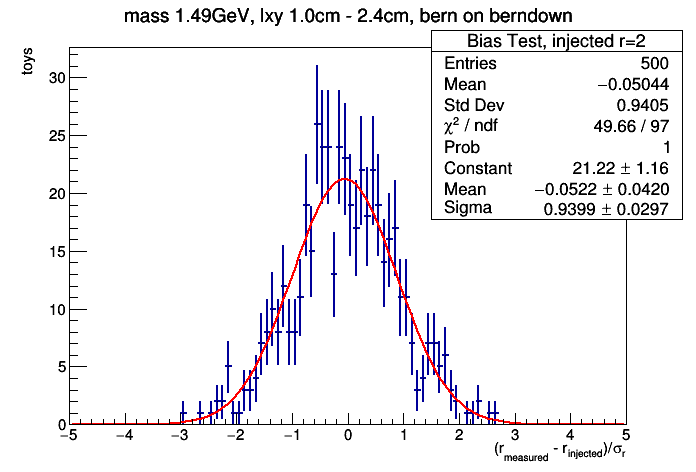 mass 1.49GeV, lxy 1.0cm - 2.4cm, bern on berndown
toys
Bias Test, injected r=2
Entries 500
Mean −0.05044
Std Dev 0.9405
χ² / ndf 49.66 / 97
Prob 1
Constant 21.22 ± 1.16
Mean −0.0522 ± 0.0420
Sigma 0.9399 ± 0.0297
30
25
20
15
10
5
0
−5 −4 −3 −2 −1 0 1 2 3 4 5
(r_measured - r_injected)/σ_r